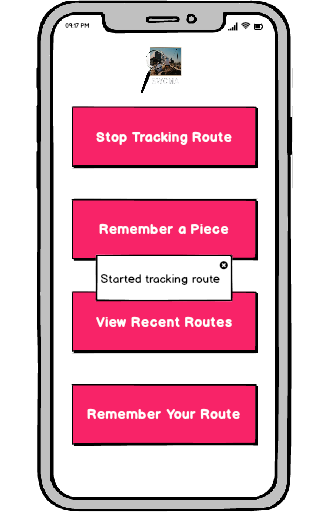 09:17 PM
Stop Tracking Route
Remember a Piece
Started tracking route
View Recent Routes
Remember Your Route